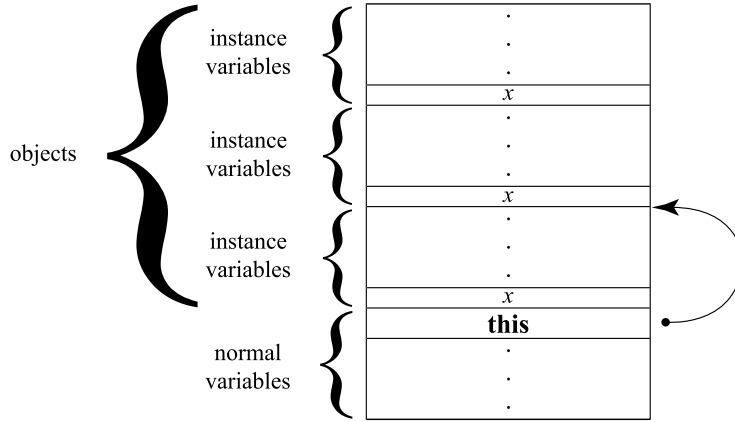 instance
variables
x
objects
instance
variables
x
instance
variables
x
this
normal
variables